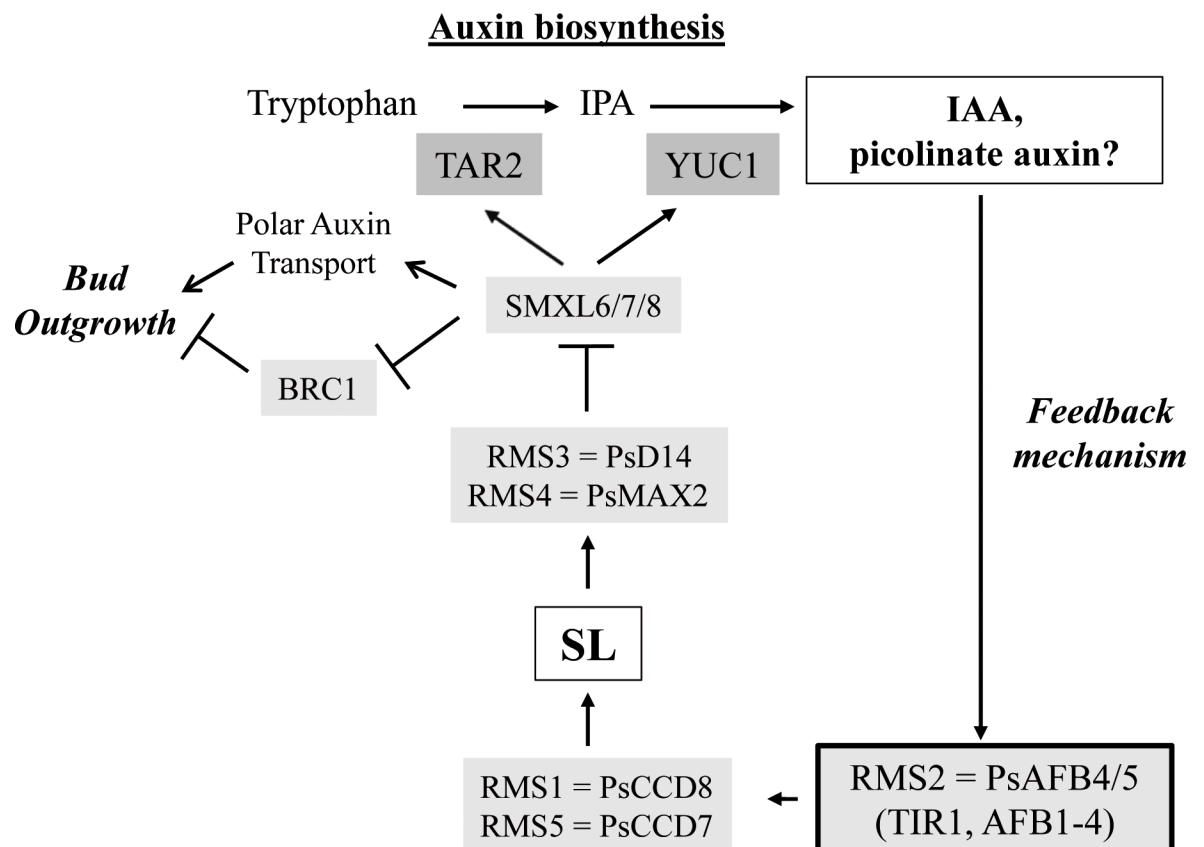 Auxin biosynthesis
Tryptophan
IPA
IAA,
picolinate auxin?
TAR2
YUC1
Polar Auxin
Transport
Bud
Outgrowth
SMXL6/7/8
BRC1
Feedback
mechanism
RMS3 = PsD14
RMS4 = PsMAX2
SL
RMS1 = PsCCD8
RMS5 = PsCCD7
RMS2 = PsAFB4/5
(TIR1, AFB1-4)